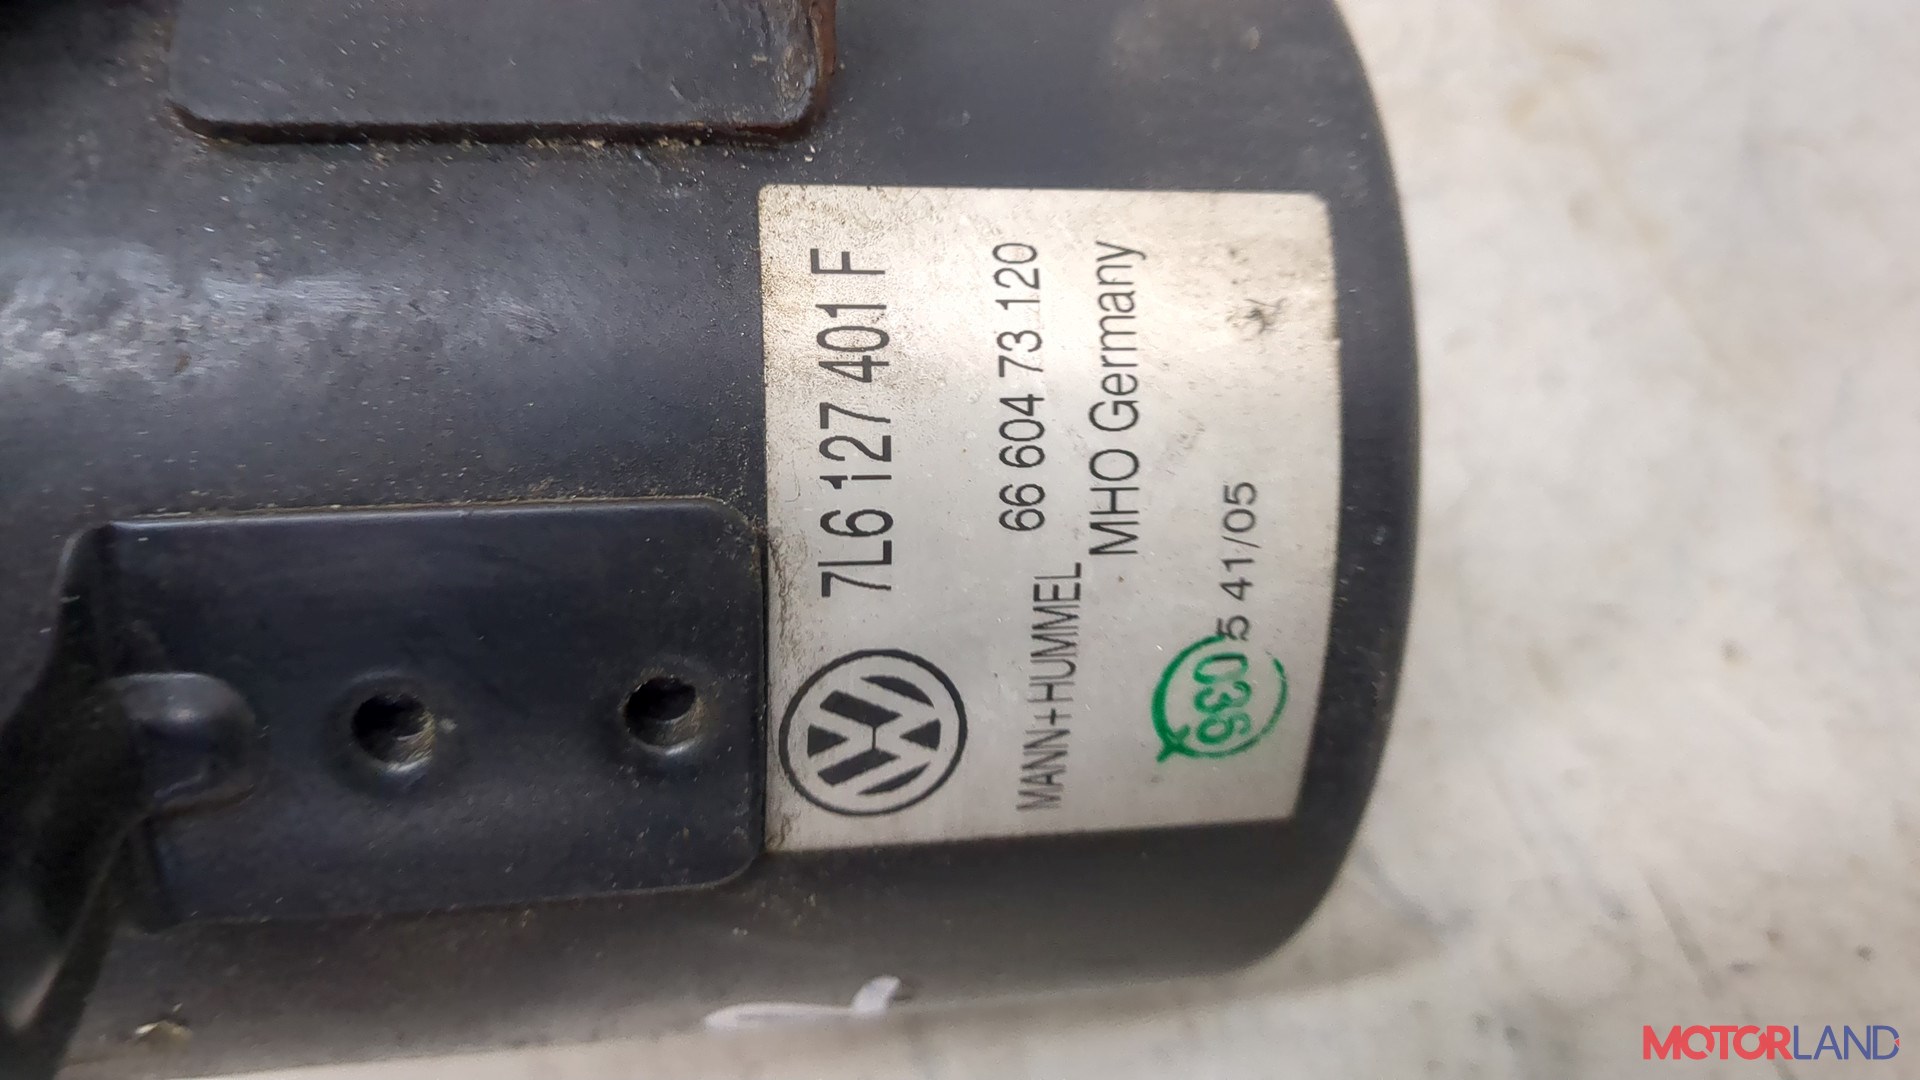 7L6 127 401 F
MANN+HUMMEL 66 604 73 120
MHO Germany
036
5 41/05
MOTORLAND